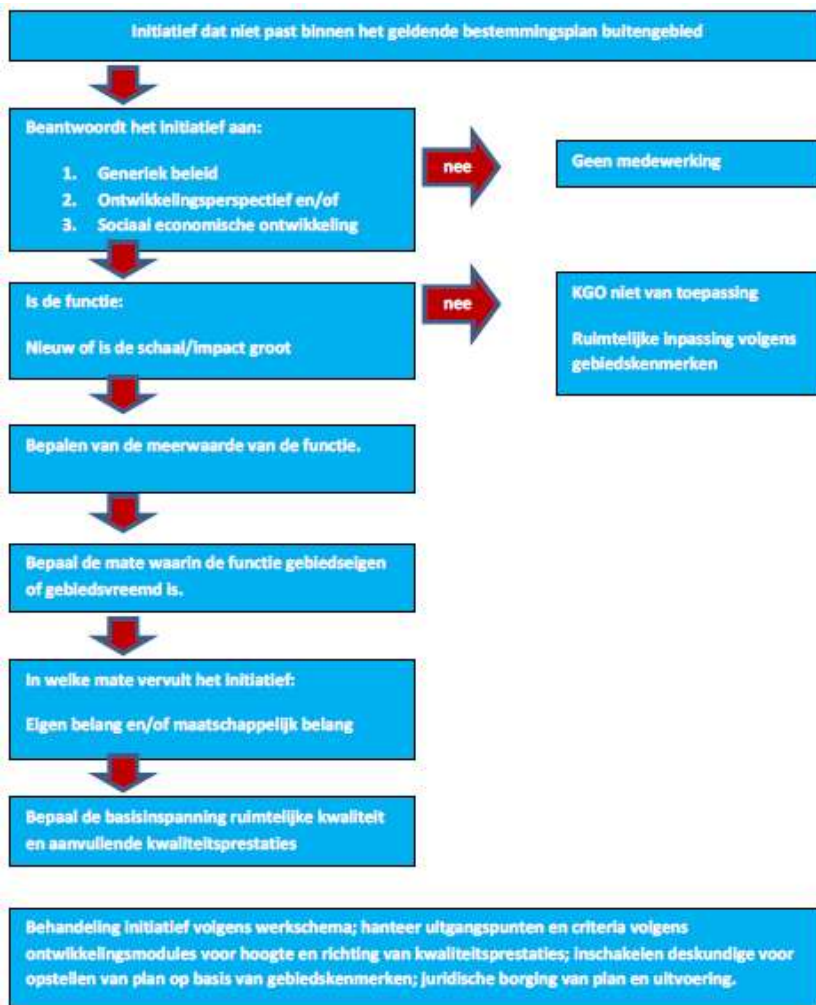 Initiatief dat niet past binnen het geldende bestemmingsplan buitengebied
Beantwoordt het initiatief aan:
1. Generiek beleid
2. Ontwikkelingsperspectief en/of
3. Sociaal economische ontwikkeling
nee
Geen medewerking
Is de functie:
Nieuw of is de schaal/impact groot
nee
KGO niet van toepassing
Ruimtelijke inpassing volgens
gebiedskenmerken
Bepalen van de meerwaarde van de functie.
Bepaal de mate waarin de functie gebiedseigen
of gebiedsvreemd is.
In welke mate vervult het initiatief:
Eigen belang en/of maatschappelijk belang
Bepaal de basisinspanning ruimtelijke kwaliteit
en aanvullende kwaliteitsprestaties
Behandeling initiatief volgens werkschema; hanteer uitgangspunten en criteria volgens
ontwikkelingsmodules voor hoogte en richting van kwaliteitsprestaties; inschakelen deskundige voor
opstellen van plan op basis van gebiedskenmerken; juridische borging van plan en uitvoering.